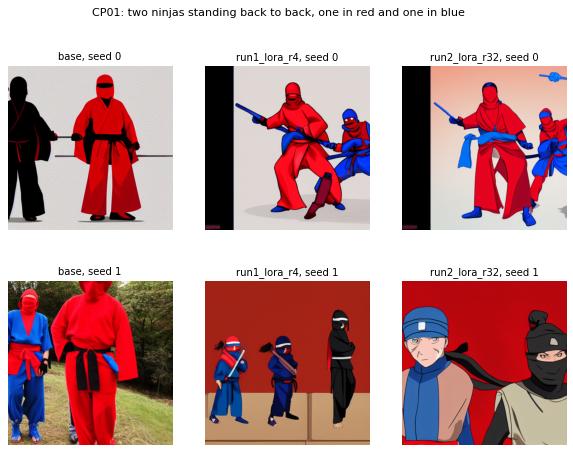 CP01: two ninjas standing back to back, one in red and one in blue
base, seed 0
run1_lora_r4, seed 0
run2_lora_r32, seed 0
base, seed 1
run1_lora_r4, seed 1
run2_lora_r32, seed 1